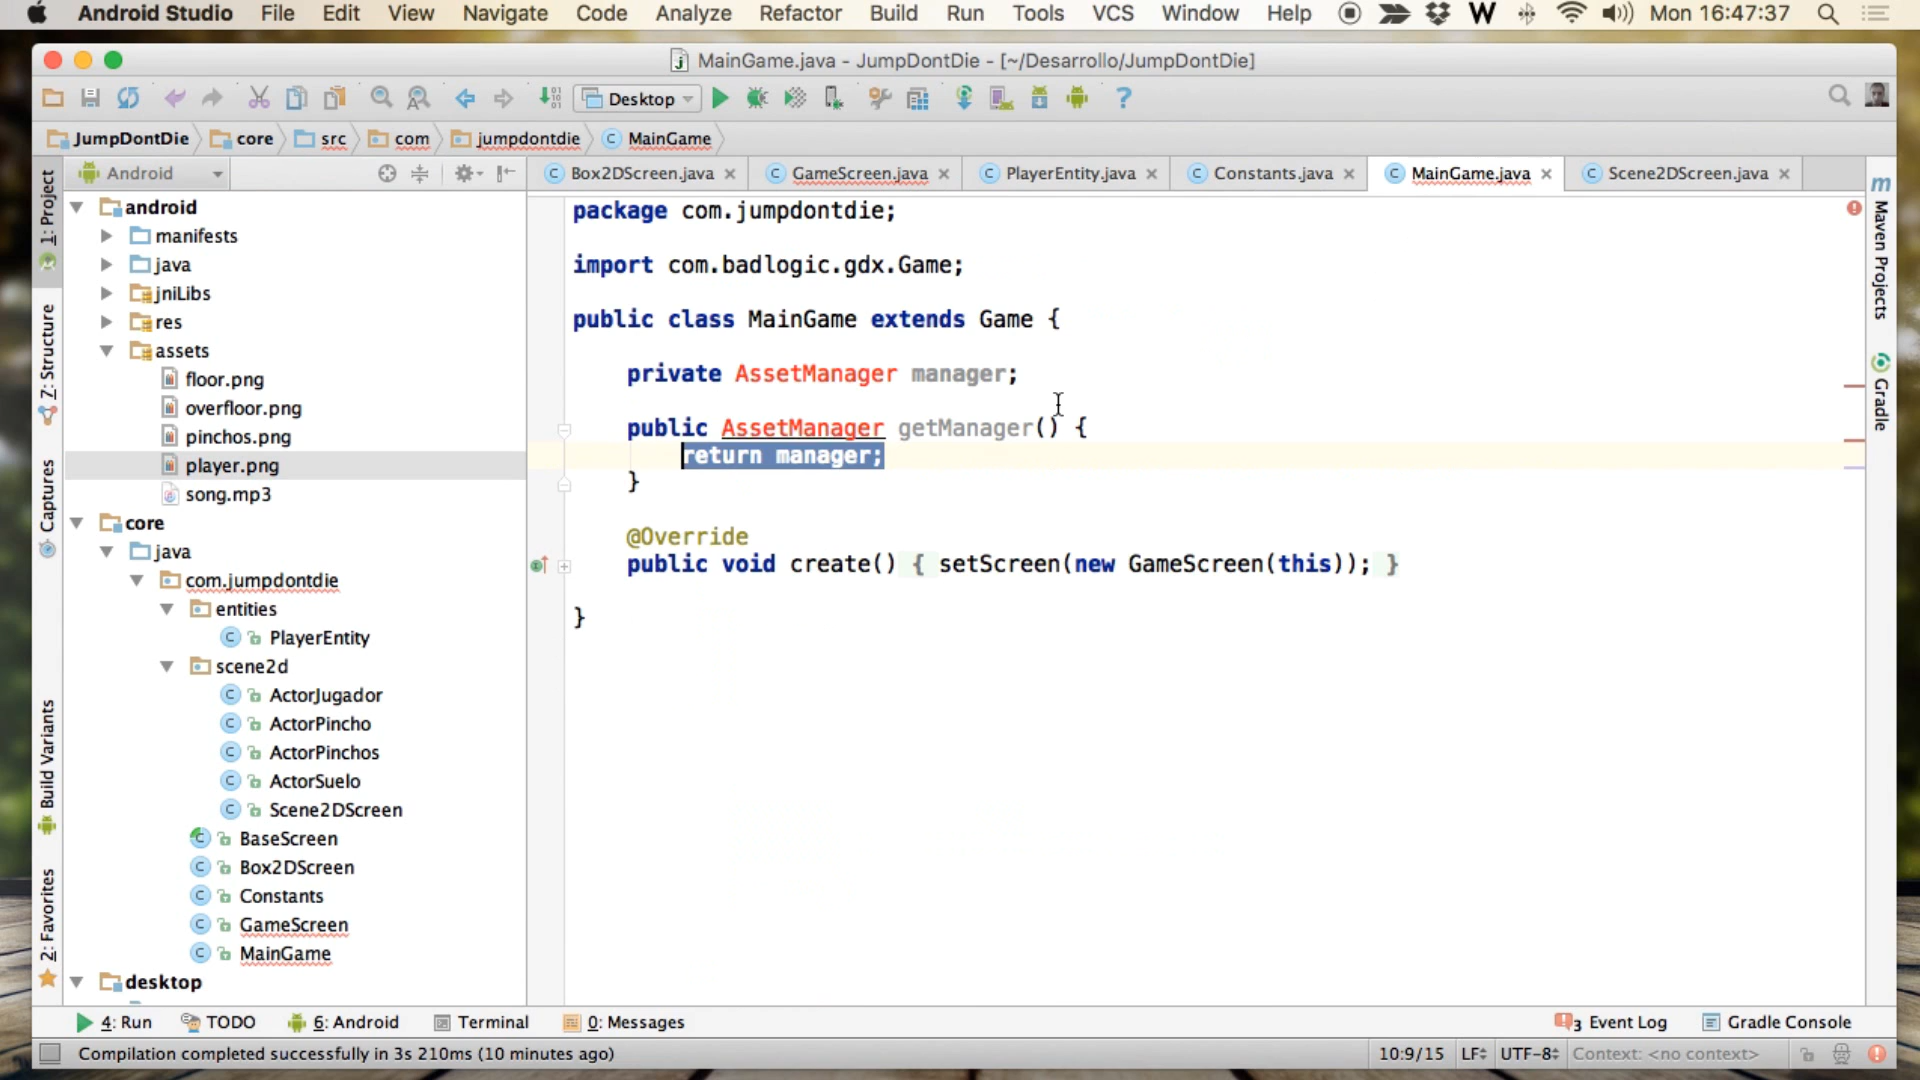 Android Studio File Edit View Navigate Code Analyze Refactor Build Run Tools VCS Window Help W Mon 16:47:37
MainGame.java - JumpDontDie - [~/Desarrollo/JumpDontDie]
Desktop
JumpDontDie core src com jumpdontdie MainGame
Android
Box2DScreen.java GameScreen.java PlayerEntity.java Constants.java MainGame.java Scene2DScreen.java
1: Project
Z: Structure
Captures
Build Variants
2: Favorites
android
manifests
java
jniLibs
res
assets
floor.png
overfloor.png
pinchos.png
player.png
song.mp3
core
java
com.jumpdontdie
entities
PlayerEntity
scene2d
ActorJugador
ActorPincho
ActorPinchos
ActorSuelo
Scene2DScreen
BaseScreen
Box2DScreen
Constants
GameScreen
MainGame
desktop
package com.jumpdontdie;
import com.badlogic.gdx.Game;
public class MainGame extends Game {
private AssetManager manager;
public AssetManager getManager() {
return manager;
}
@Override
public void create() { setScreen(new GameScreen(this)); }
}
Maven Projects
Gradle
4: Run TODO 6: Android Terminal 0: Messages 3 Event Log Gradle Console
Compilation completed successfully in 3s 210ms (10 minutes ago) 10:9/15 LF UTF-8 Context: <no context>